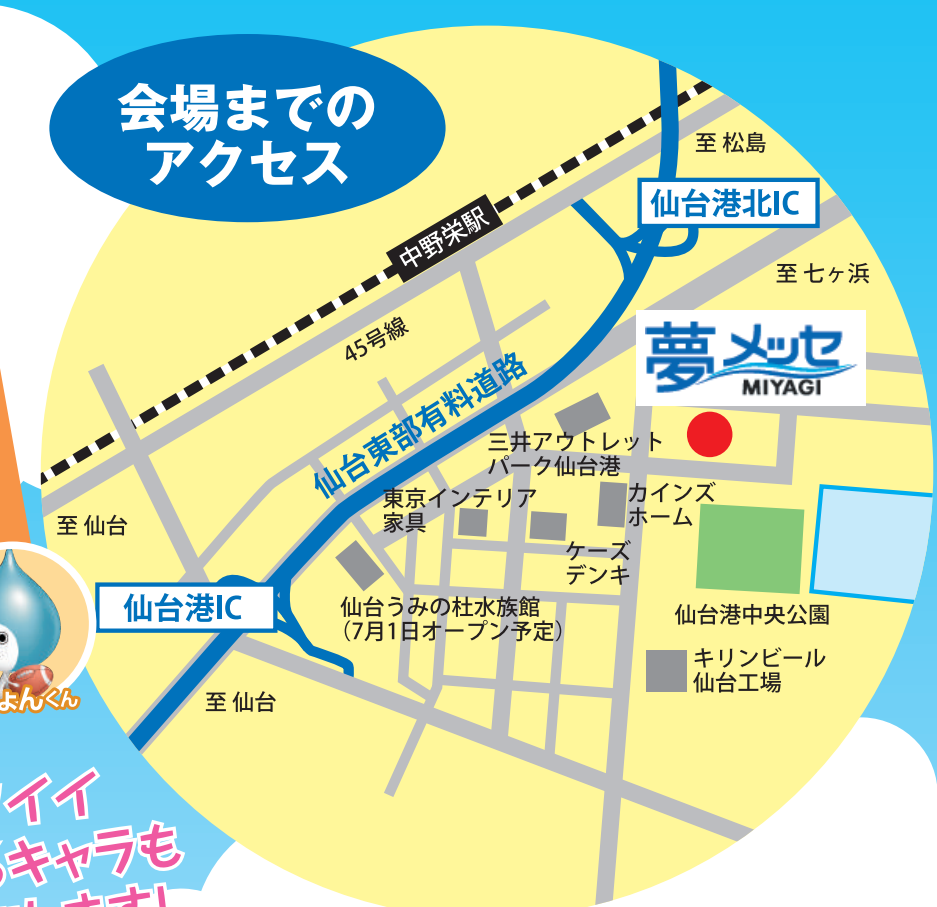 会場までの
アクセス
至 松島
仙台港北IC
中野栄駅
至 七ヶ浜
45号線
夢メッセ
MIYAGI
仙台東部有料道路
三井アウトレット
パーク仙台港
東京インテリア
家具
カインズ
ホーム
至 仙台
ケーズ
デンキ
仙台港IC
仙台うみの杜水族館
（7月1日オープン予定）
仙台港中央公園
キリンビール
仙台工場
至 仙台
ょんくん
イイ
キャラも
します!